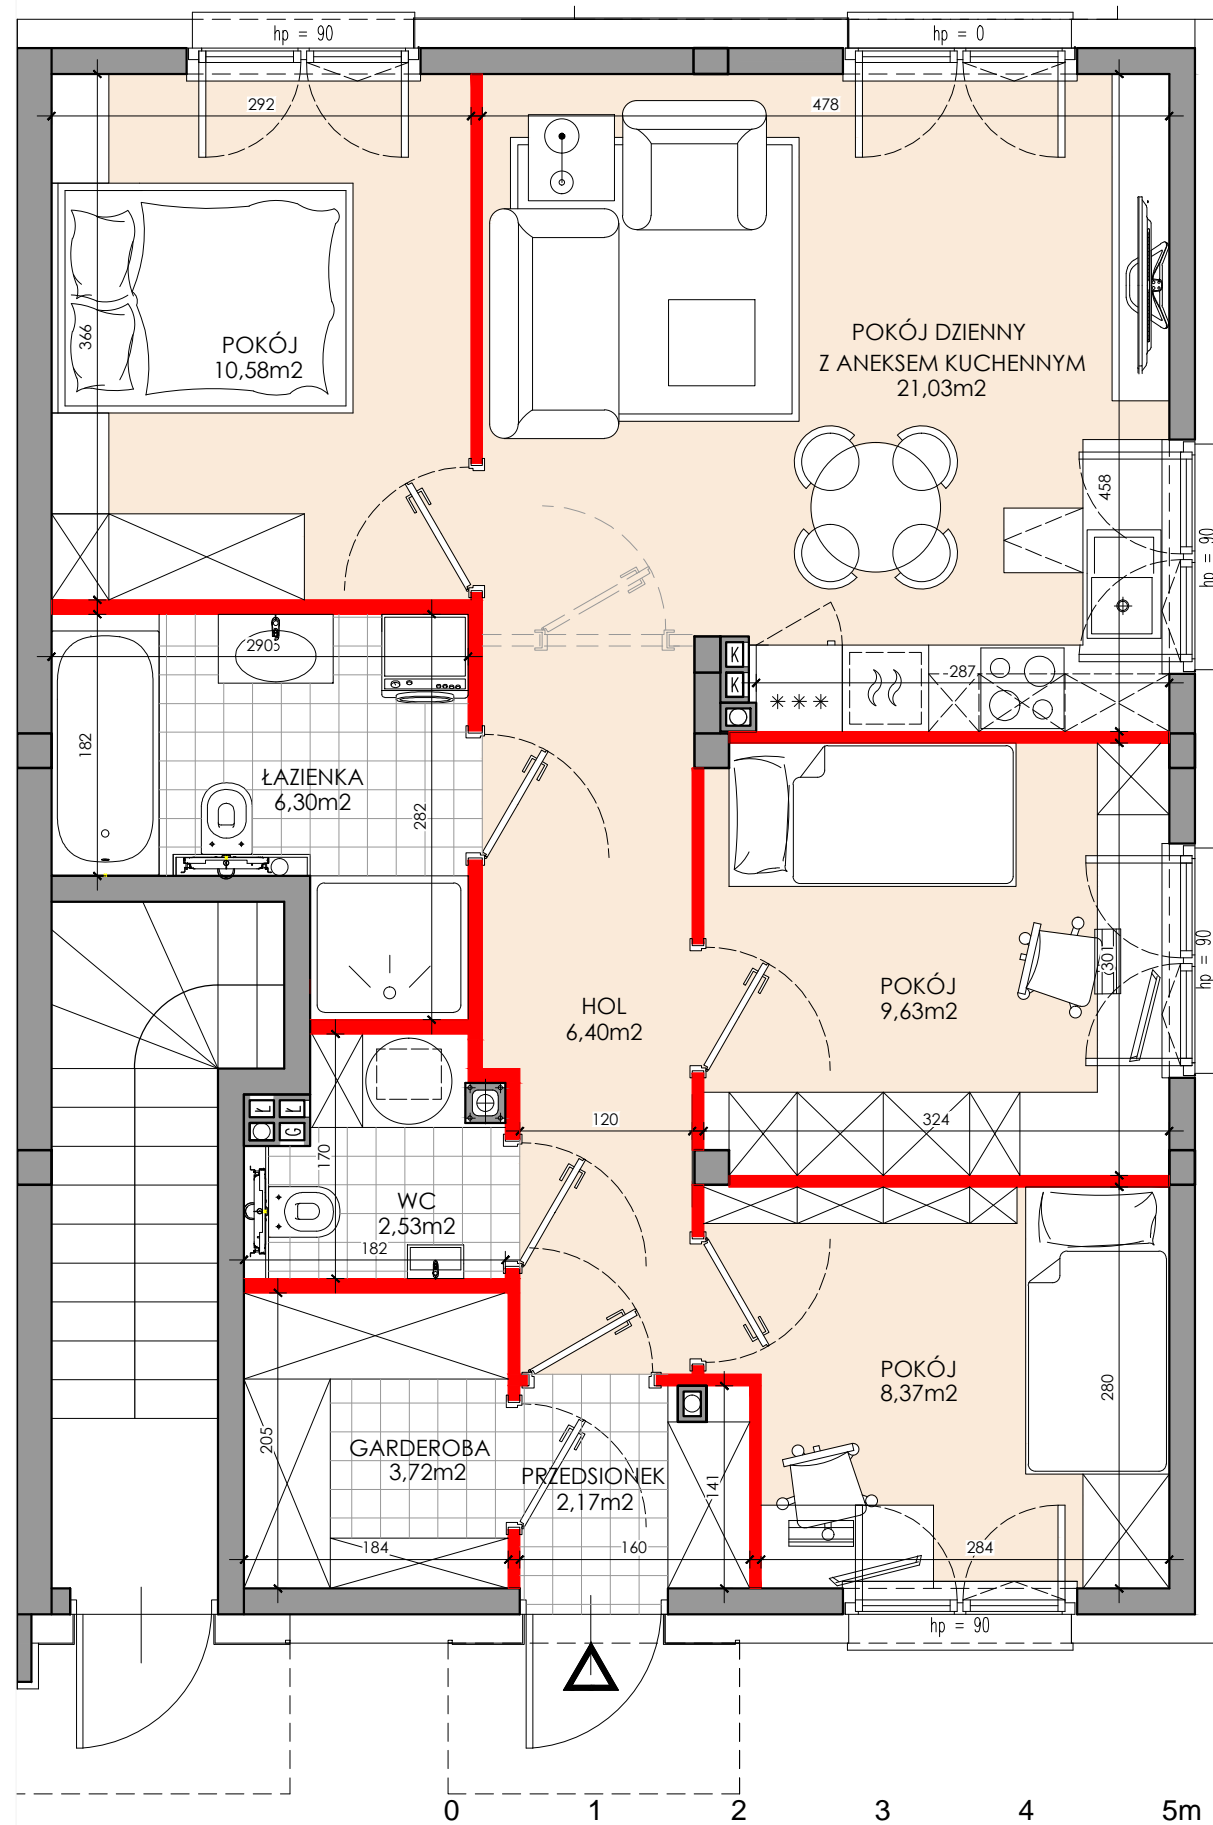 hp = 90
hp = 0
292
478
366
POKÓJ
10,58m2
POKÓJ DZIENNY
Z ANEKSEM KUCHENNYM
21,03m2
458
hp = 90
2905
K
K
287
182
ŁAZIENKA
6,30m2
282
301
hp = 90
POKÓJ
9,63m2
HOL
6,40m2
120
324
Ł
Ł
G
170
WC
2,53m2
182
POKÓJ
8,37m2
280
205
GARDEROBA
3,72m2
PRZEDSIONEK
2,17m2
141
184
160
284
hp = 90
0 1 2 3 4 5m